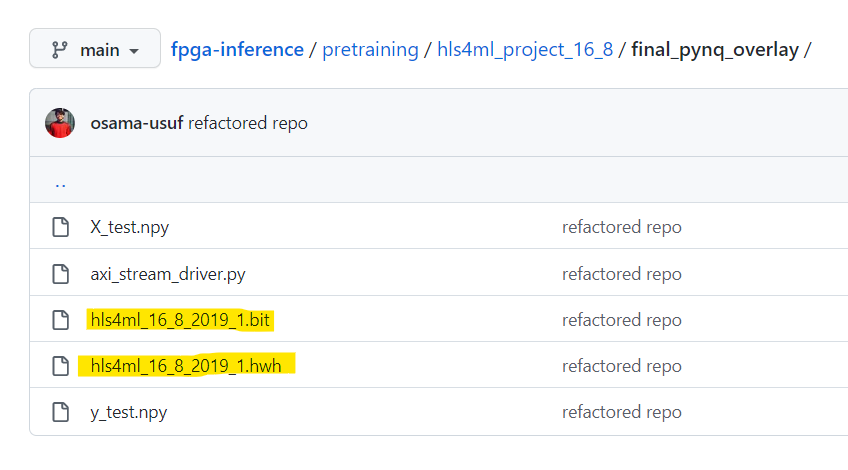 main fpga-inference / pretraining / hls4ml_project_16_8 / final_pynq_overlay /
osama-usuf refactored repo
..
X_test.npy refactored repo
axi_stream_driver.py refactored repo
hls4ml_16_8_2019_1.bit refactored repo
hls4ml_16_8_2019_1.hwh refactored repo
y_test.npy refactored repo